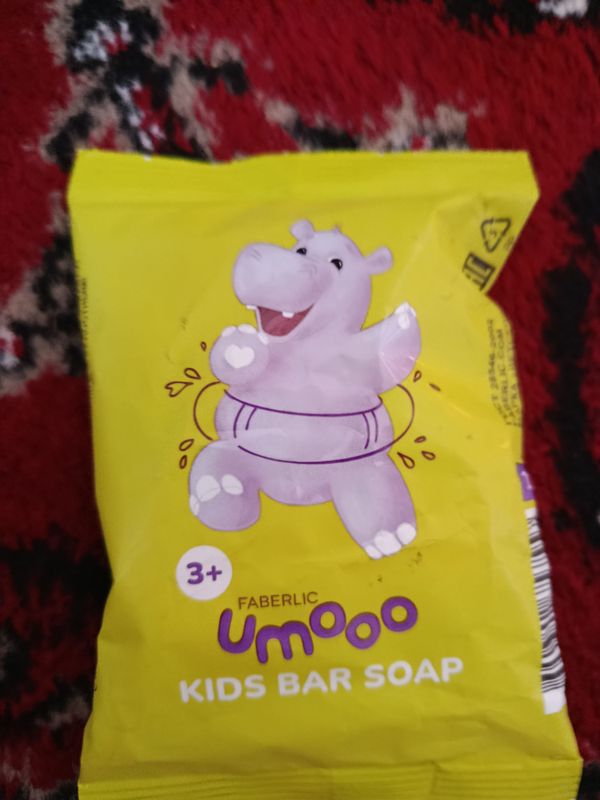 3+
FABERLIC
umooo
KIDS BAR SOAP